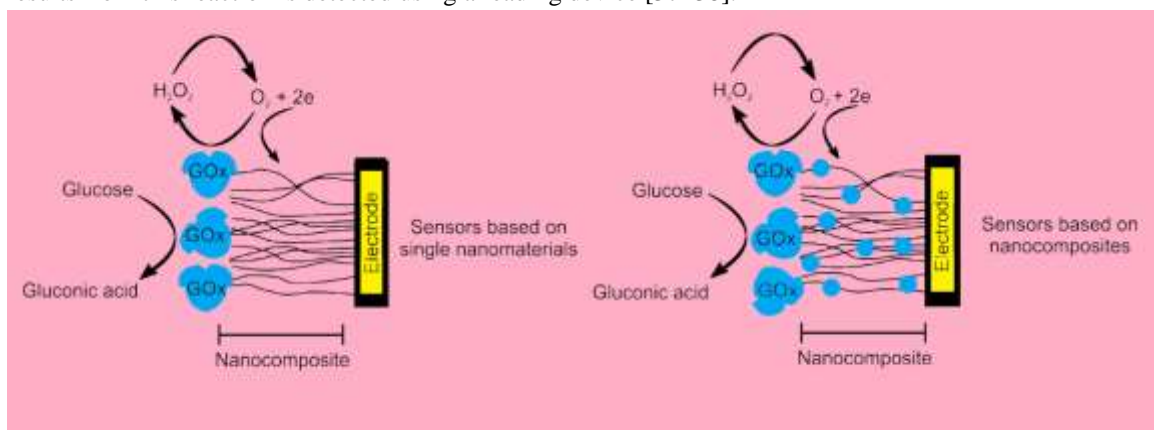 H₂O₂
O₂ + 2e
GOx
Glucose
GOx
Gluconic acid
GOx
Electrode
Sensors based on
single nanomaterials
Nanocomposite
H₂O₂
O₂ + 2e
GOx
Glucose
GOx
Gluconic acid
GOx
Electrode
Sensors based on
nanocomposites
Nanocomposite